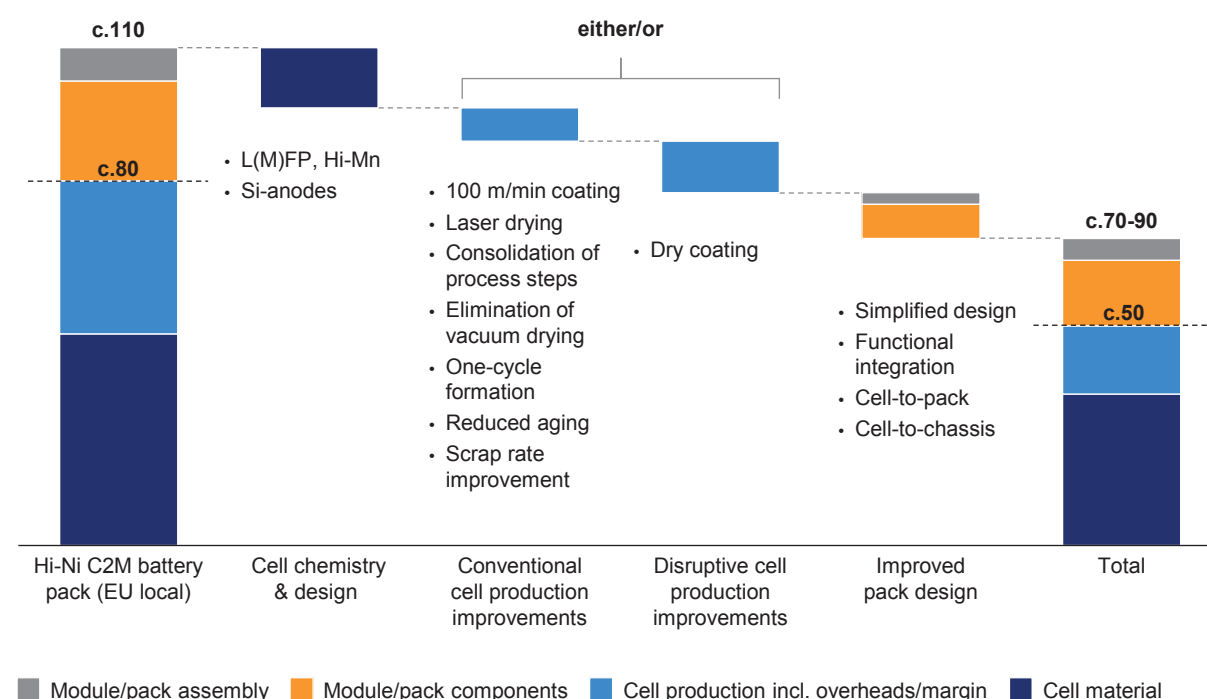 c.110
either/or
c.80
• L(M)FP, Hi-Mn
• Si-anodes
• 100 m/min coating
• Laser drying
• Consolidation of
process steps
• Elimination of
vacuum drying
• One-cycle
formation
• Reduced aging
• Scrap rate
improvement
• Dry coating
• Simplified design
• Functional
integration
• Cell-to-pack
• Cell-to-chassis
c.70-90
c.50
Hi-Ni C2M battery
pack (EU local)
Cell chemistry
& design
Conventional
cell production
improvements
Disruptive cell
production
improvements
Improved
pack design
Total
Module/pack assembly
Module/pack components
Cell production incl. overheads/margin
Cell material